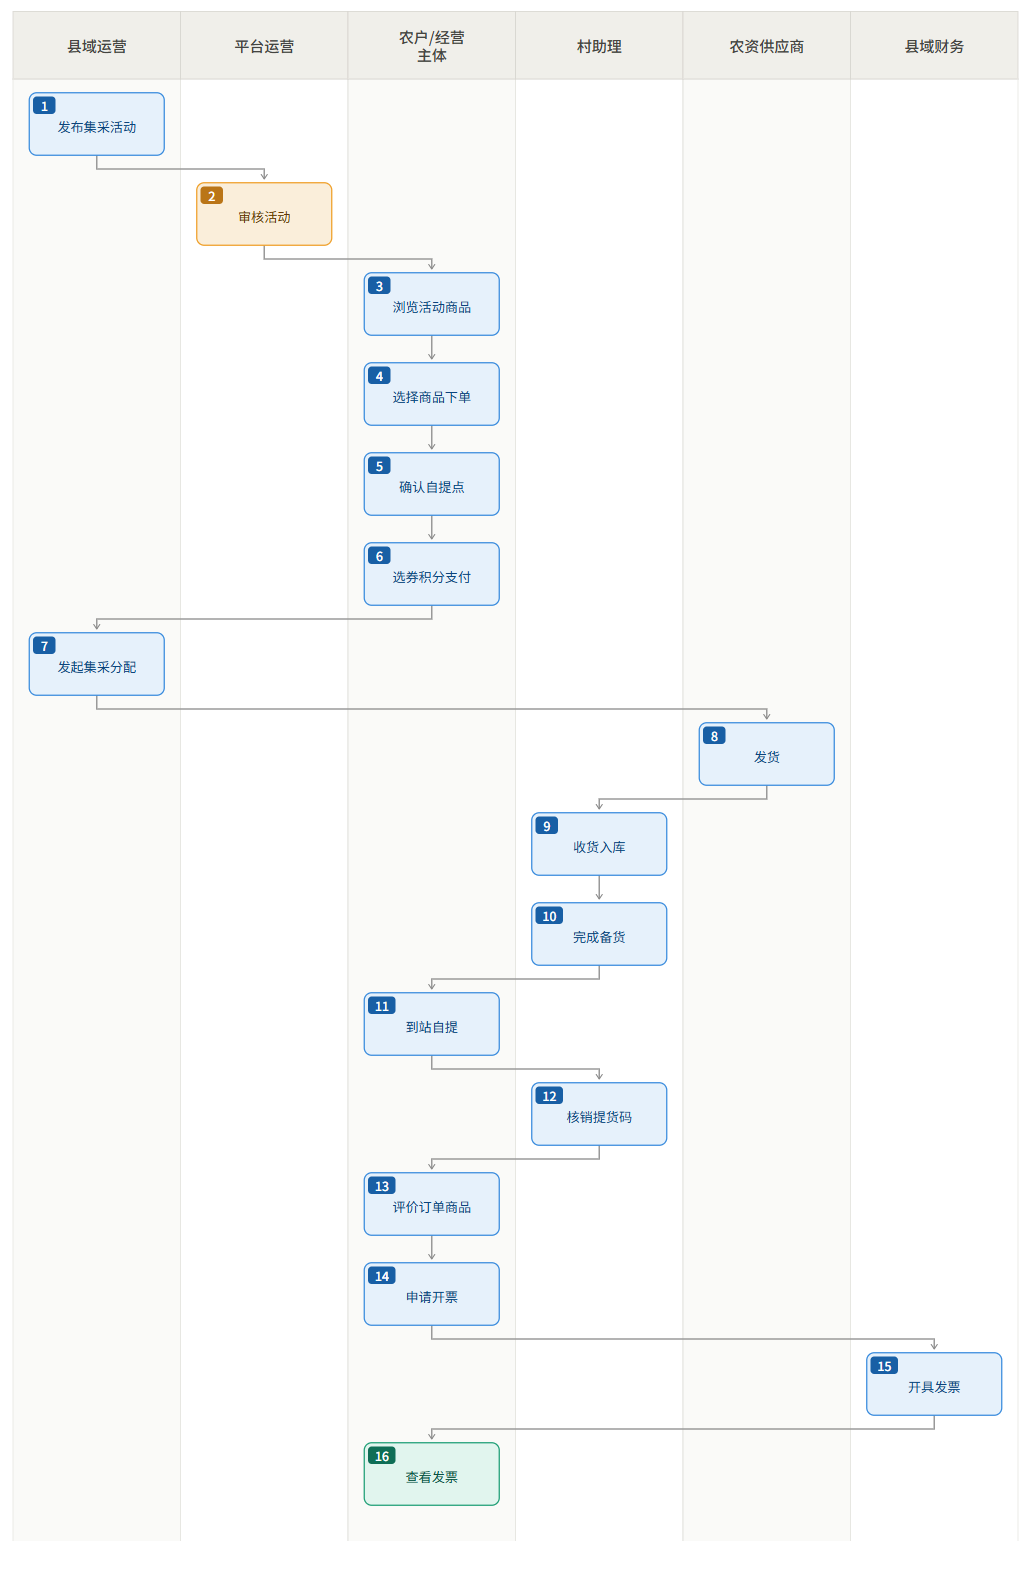 县域运营
平台运营
农户/经营
主体
村助理
农资供应商
县域财务
1
发布集采活动
2
审核活动
3
浏览活动商品
4
选择商品下单
5
确认自提点
6
选券积分支付
7
发起集采分配
8
发货
9
收货入库
10
完成备货
11
到站自提
12
核销提货码
13
评价订单商品
14
申请开票
15
开具发票
16
查看发票